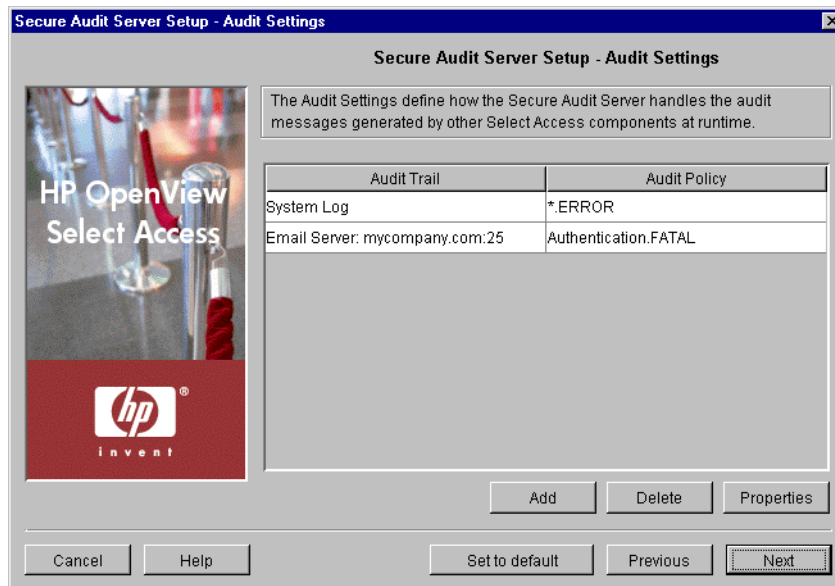 Secure Audit Server Setup - Audit Settings
Secure Audit Server Setup - Audit Settings
HP OpenView
Select Access
hp
®
invent
The Audit Settings define how the Secure Audit Server handles the audit
messages generated by other Select Access components at runtime.
Audit Trail Audit Policy
System Log *.ERROR
Email Server: mycompany.com:25 Authentication.FATAL
Add Delete Properties
Cancel Help Set to default Previous Next